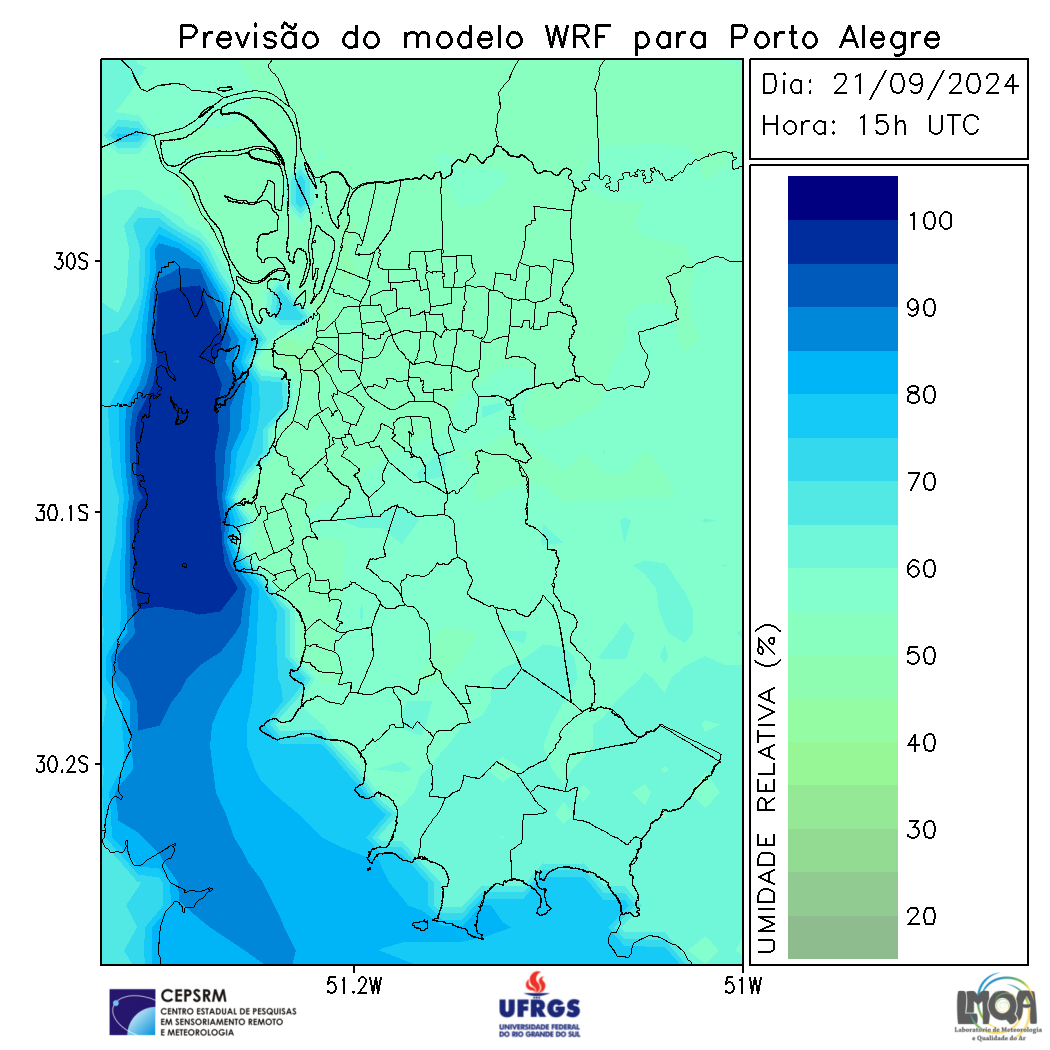 Previsão do modelo WRF para Porto Alegre
Dia: 21/09/2024
Hora: 15h UTC
30S
30.1S
30.2S
51.2W
51W
100
90
80
70
60
50
40
30
20
UMIDADE RELATIVA (%)
CEPSRM
CENTRO ESTADUAL DE PESQUISAS
EM SENSORIAMENTO REMOTO
E METEOROLOGIA
UFRGS
UNIVERSIDADE FEDERAL
DO RIO GRANDE DO SUL
LMQA
Laboratório de Meteorologia
e Qualidade do Ar